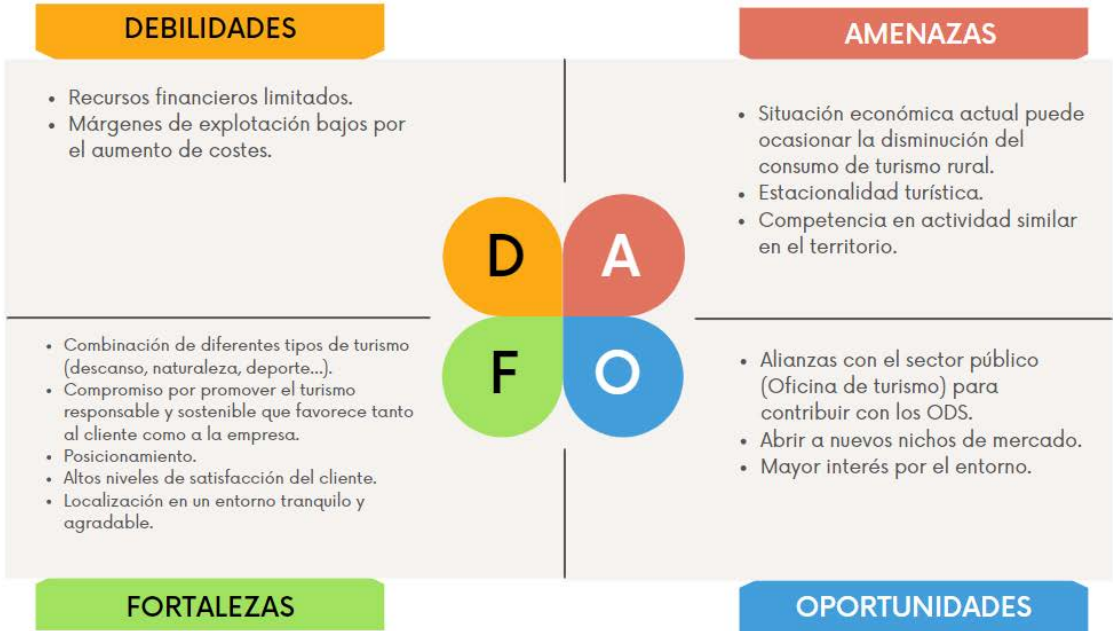 DEBILIDADES
• Recursos financieros limitados.
• Márgenes de explotación bajos por
el aumento de costes.
AMENAZAS
• Situación económica actual puede
ocasionar la disminución del
consumo de turismo rural.
• Estacionalidad turística.
• Competencia en actividad similar
en el territorio.
D
A
F
O
• Combinación de diferentes tipos de turismo
(descanso, naturaleza, deporte...).
• Compromiso por promover el turismo
responsable y sostenible que favorece tanto
al cliente como a la empresa.
• Posicionamiento.
• Altos niveles de satisfacción del cliente.
• Localización en un entorno tranquilo y
agradable.
FORTALEZAS
• Alianzas con el sector público
(Oficina de turismo) para
contribuir con los ODS.
• Abrir a nuevos nichos de mercado.
• Mayor interés por el entorno.
OPORTUNIDADES